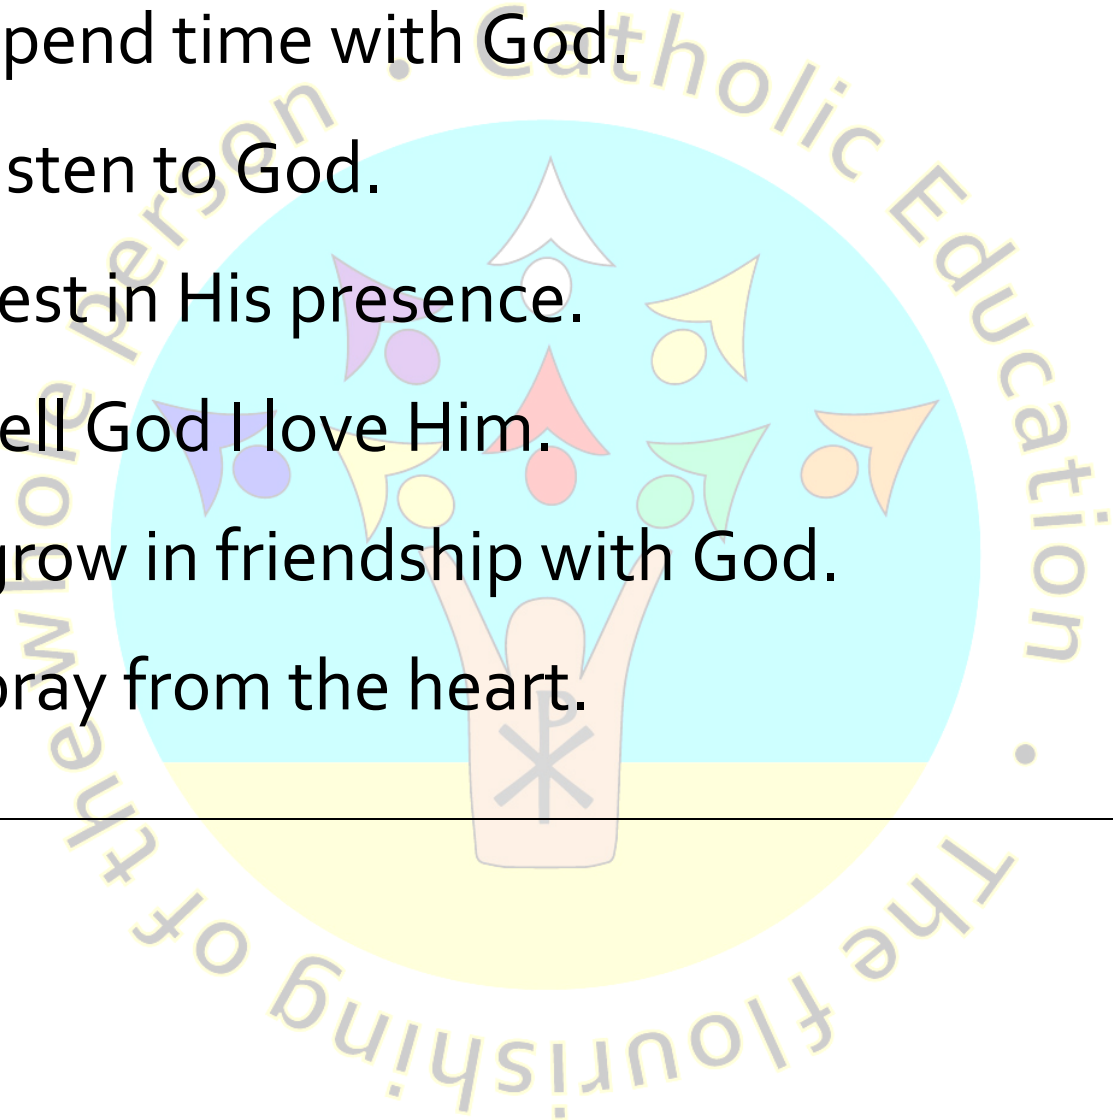 pend time with God.
isten to God.
est in His presence.
ell God I love Him.
grow in friendship with God.
pray from the heart.
Catholic Education • The flourishing of the whole person •